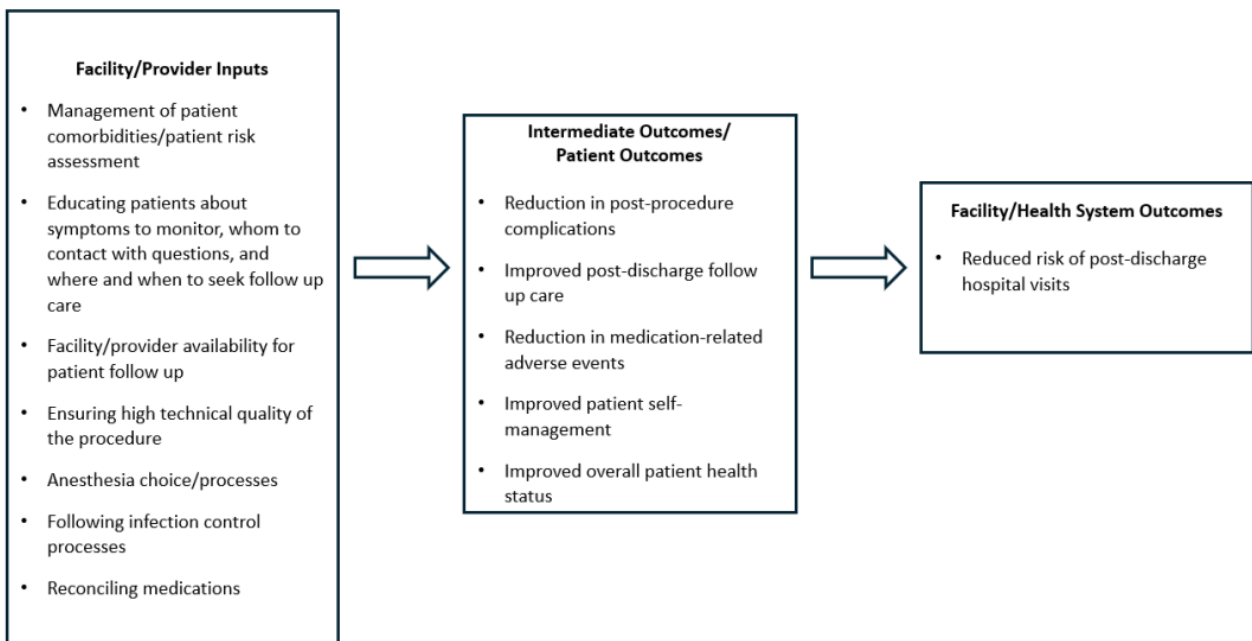 Facility/Provider Inputs
• Management of patient
comorbidities/patient risk
assessment
• Educating patients about
symptoms to monitor, whom to
contact with questions, and
where and when to seek follow up
care
• Facility/provider availability for
patient follow up
• Ensuring high technical quality of
the procedure
• Anesthesia choice/processes
• Following infection control
processes
• Reconciling medications
Intermediate Outcomes/
Patient Outcomes
• Reduction in post-procedure
complications
• Improved post-discharge follow
up care
• Reduction in medication-related
adverse events
• Improved patient self-
management
• Improved overall patient health
status
Facility/Health System Outcomes
• Reduced risk of post-discharge
hospital visits